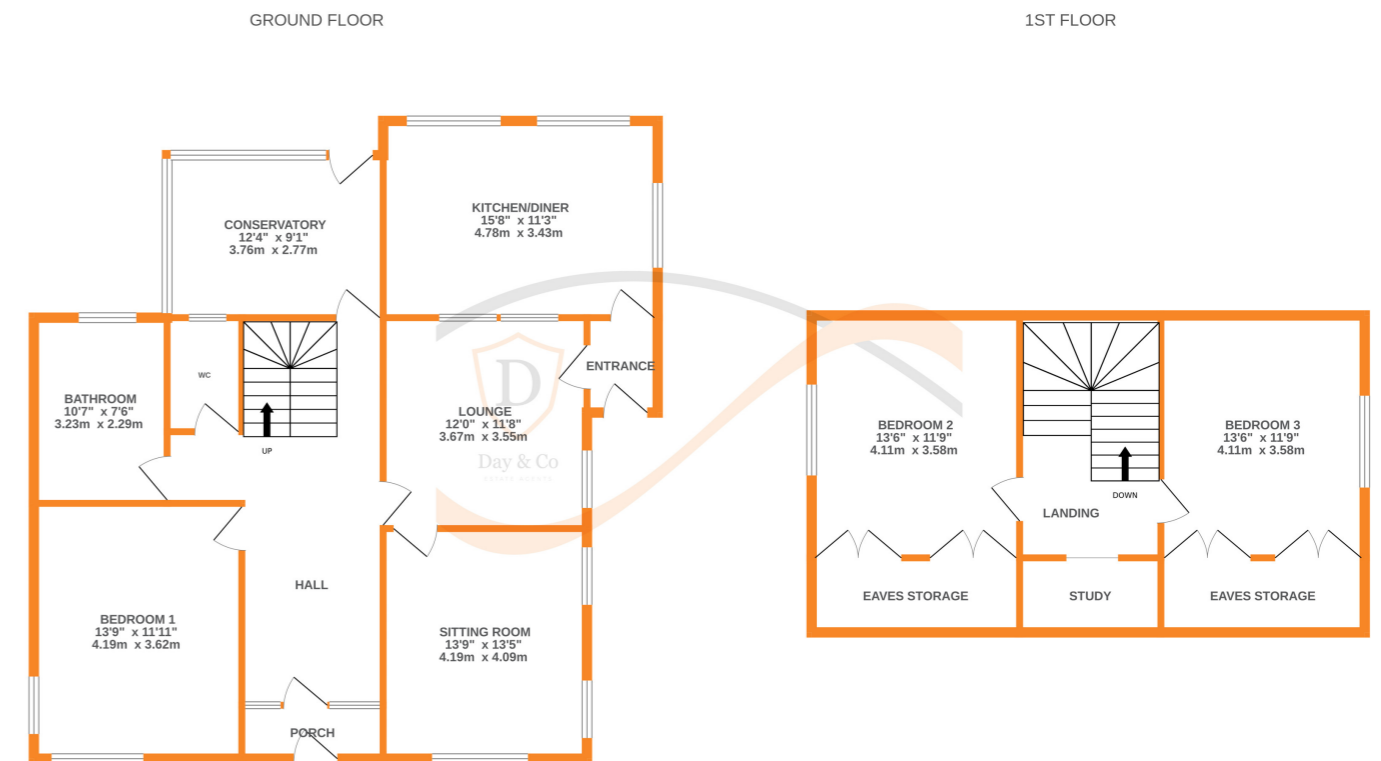 GROUND FLOOR
1ST FLOOR
KITCHEN/DINER
15'8" x 11'3"
4.78m x 3.43m
CONSERVATORY
12'4" x 9'1"
3.76m x 2.77m
ENTRANCE
WC
BATHROOM
10'7" x 7'6"
3.23m x 2.29m
UP
D
LOUNGE
12'0" x 11'8"
3.67m x 3.55m
Day & Co
ESTATE AGENTS
HALL
BEDROOM 1
13'9" x 11'11"
4.19m x 3.62m
SITTING ROOM
13'9" x 13'5"
4.19m x 4.09m
PORCH
BEDROOM 2
13'6" x 11'9"
4.11m x 3.58m
BEDROOM 3
13'6" x 11'9"
4.11m x 3.58m
DOWN
LANDING
EAVES STORAGE
STUDY
EAVES STORAGE